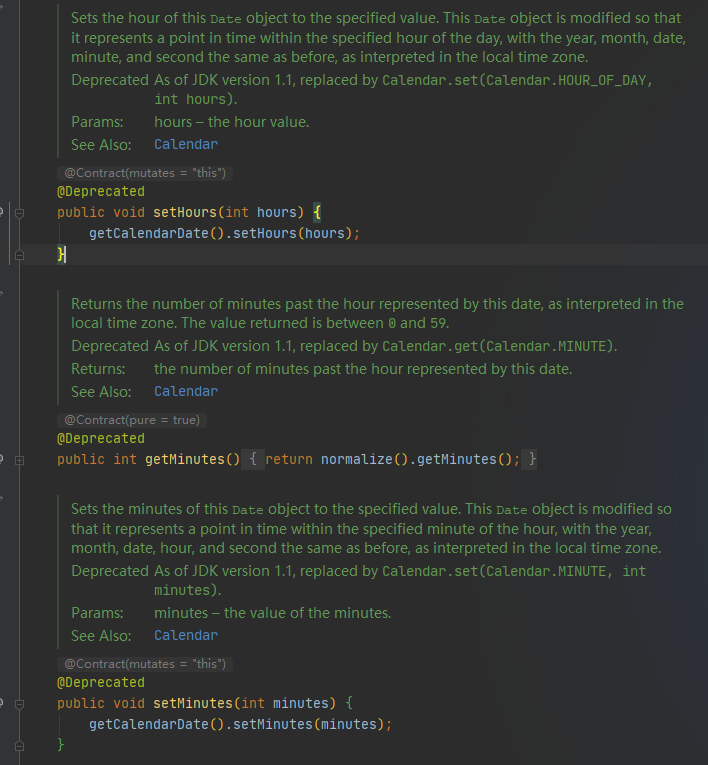 Sets the hour of this Date object to the specified value. This Date object is modified so that
it represents a point in time within the specified hour of the day, with the year, month, date,
minute, and second the same as before, as interpreted in the local time zone.
Deprecated As of JDK version 1.1, replaced by Calendar.set(Calendar.HOUR_OF_DAY,
int hours).
Params: hours – the hour value.
See Also: Calendar
@Contract(mutates = "this")
@Deprecated
public void setHours(int hours) {
getCalendarDate().setHours(hours);
}
Returns the number of minutes past the hour represented by this date, as interpreted in the
local time zone. The value returned is between 0 and 59.
Deprecated As of JDK version 1.1, replaced by Calendar.get(Calendar.MINUTE).
Returns: the number of minutes past the hour represented by this date.
See Also: Calendar
@Contract(pure = true)
@Deprecated
public int getMinutes() { return normalize().getMinutes(); }
Sets the minutes of this Date object to the specified value. This Date object is modified so
that it represents a point in time within the specified minute of the hour, with the year,
month, date, hour, and second the same as before, as interpreted in the local time zone.
Deprecated As of JDK version 1.1, replaced by Calendar.set(Calendar.MINUTE, int
minutes).
Params: minutes – the value of the minutes.
See Also: Calendar
@Contract(mutates = "this")
@Deprecated
public void setMinutes(int minutes) {
getCalendarDate().setMinutes(minutes);
}